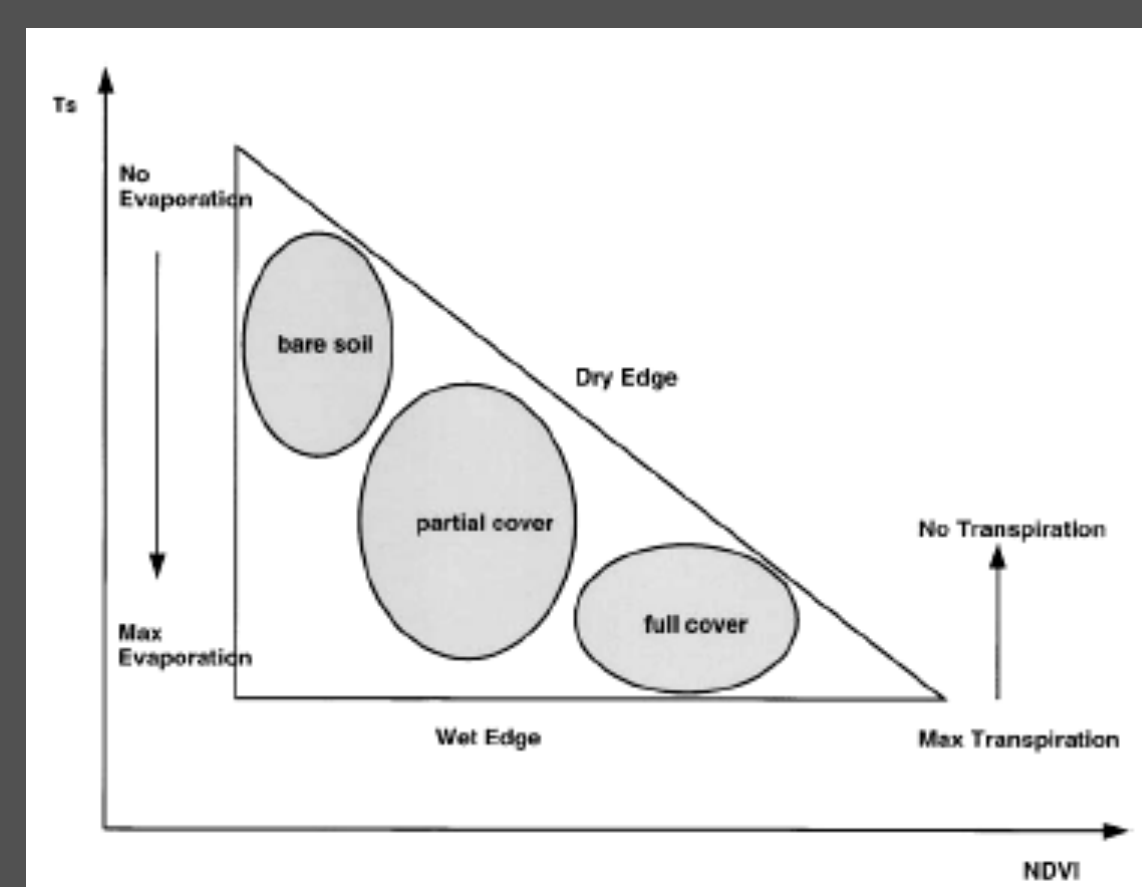 Ts
No
Evaporation
bare soil
Dry Edge
partial cover
No Transpiration
full cover
Max
Evaporation
Wet Edge
Max Transpiration
NDVI